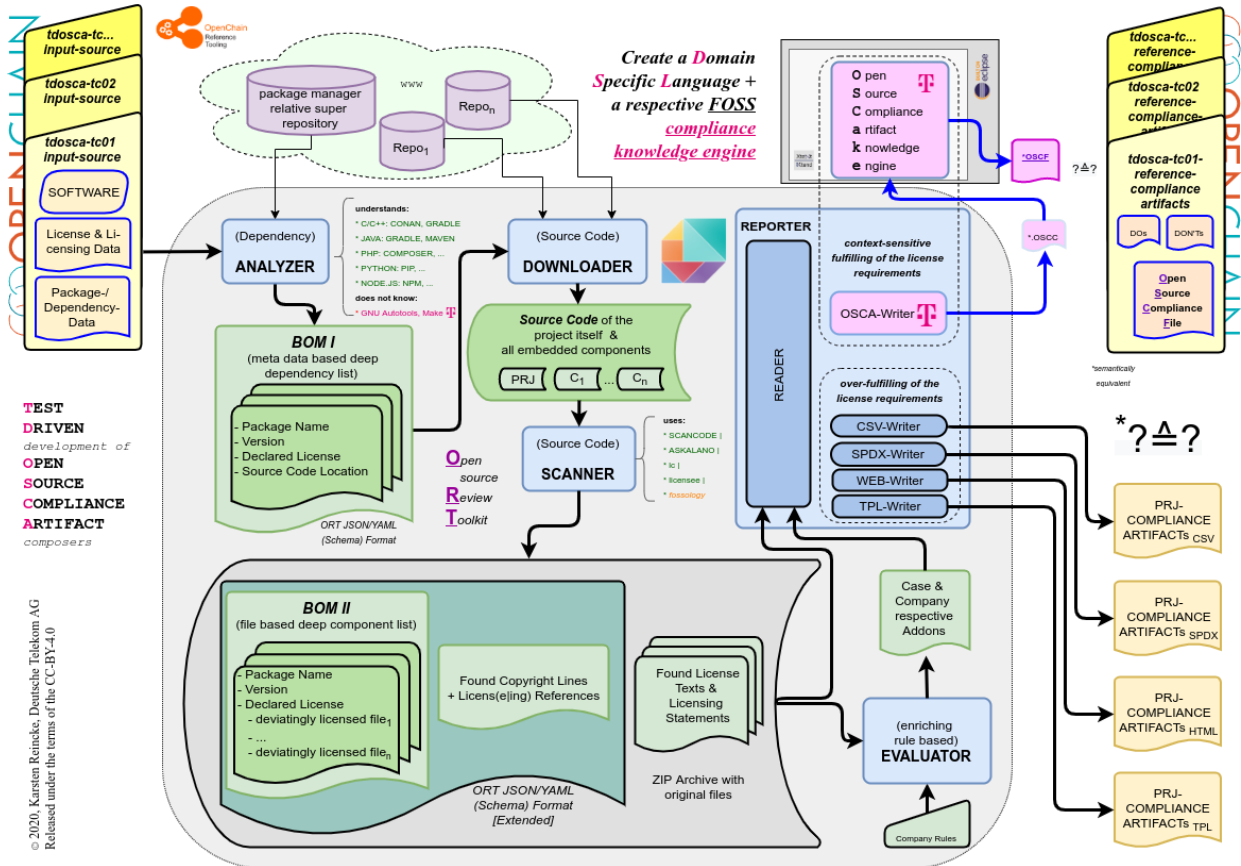 tdosca-tc...
input-source
tdosca-tc02
input-source
tdosca-tc01
input-source
SOFTWARE
License & Li-
censing Data
Package-/
Dependency-
Data
OpenChain
Reference
Tooling
package manager
relative super
repository
www
Repo1
Repon
Create a Domain
Specific Language +
a respective FOSS
compliance
knowledge engine
Open
Source
Compliance
artifact
knowledge
engine
eclipse
*OSCF
?≙?
*.OSCC
tdosca-tc...
reference-
complian
tdosca-tc02
reference-
compliance-
tdosca-tc01-
reference-
compliance
artifacts
DOs
DON'Ts
Open
Source
Compliance
File
OPENCHAIN
OPENCHAIN
*semantically
equivalent
*?≙?
(Dependency)
ANALYZER
understands:
* C/C++: CONAN, GRADLE
* JAVA: GRADLE, MAVEN
* PHP: COMPOSER, ...
* PYTHON: PIP, ...
* NODE.JS: NPM, ...
does not know:
* GNU Autotools, Make
(Source Code)
DOWNLOADER
BOM I
(meta data based deep
dependency list)
- Package Name
- Version
- Declared License
- Source Code Location
ORT JSON/YAML
(Schema) Format
Source Code of the
project itself &
all embedded components
PRJ
C1
...
Cn
(Source Code)
SCANNER
uses:
* SCANCODE |
* ASKALANO |
* lc |
* licensee |
* fossology
Open
source
Review
Toolkit
REPORTER
READER
context-sensitive
fulfilling of the license
requirements
OSCA-Writer
over-fulfilling of the
license requirements
CSV-Writer
SPDX-Writer
WEB-Writer
TPL-Writer
TEST
DRIVEN
development of
OPEN
SOURCE
COMPLIANCE
ARTIFACT
composers
BOM II
(file based deep component list)
- Package Name
- Version
- Declared License
- deviatingly licensed file1
- ...
- deviatingly licensed filen
Found Copyright Lines
+ Licens(e|ing) References
ORT JSON/YAML
(Schema) Format
[Extended]
Found License
Texts &
Licensing
Statements
ZIP Archive with
original files
Case &
Company
respective
Addons
(enriching
rule based)
EVALUATOR
Company Rules
PRJ-
COMPLIANCE
ARTIFACTs CSV
PRJ-
COMPLIANCE
ARTIFACTs SPDX
PRJ-
COMPLIANCE
ARTIFACTs HTML
PRJ-
COMPLIANCE
ARTIFACTs TPL
© 2020, Karsten Reincke, Deutsche Telekom AG
Released under the terms of the CC-BY-4.0